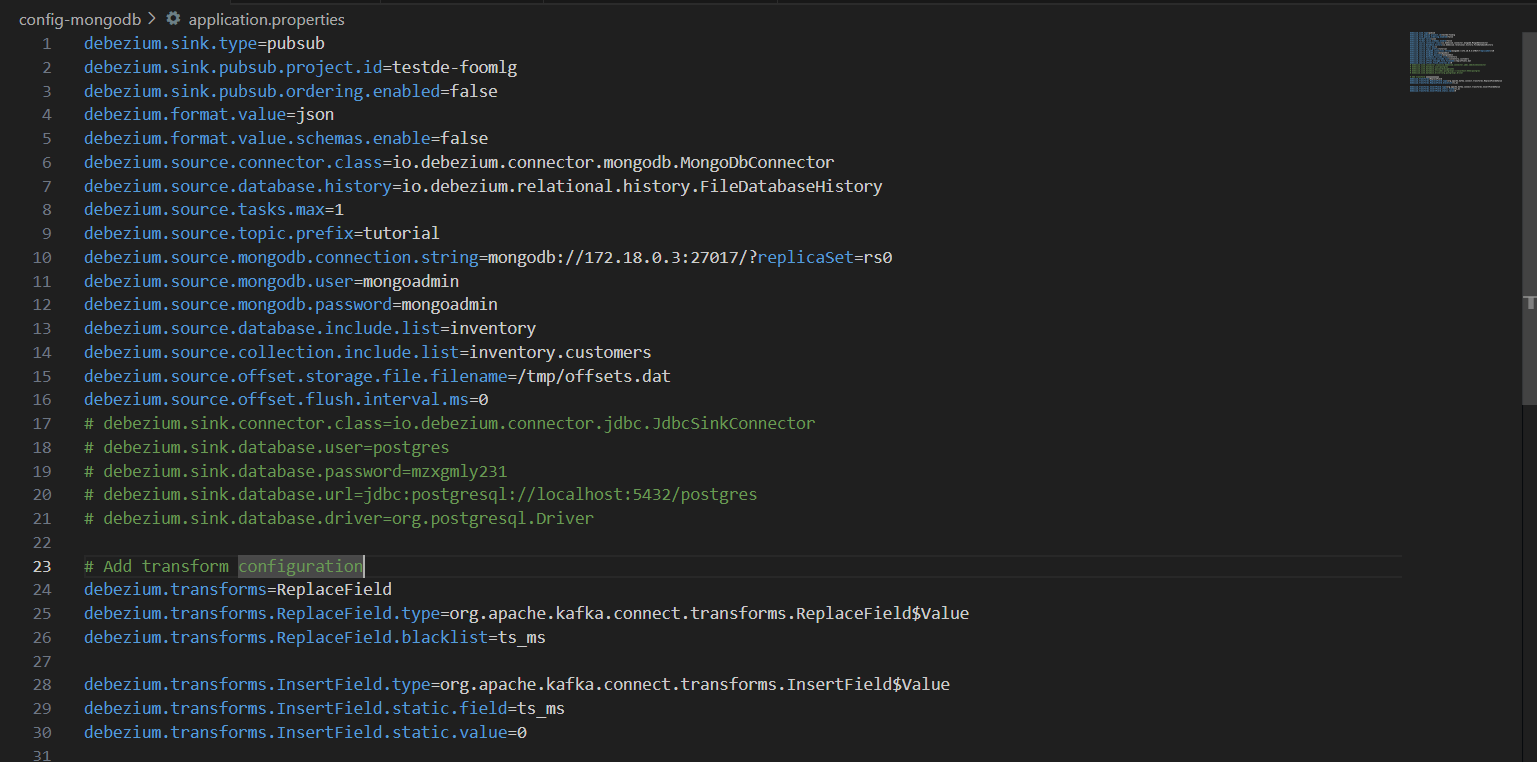 config-mongodb > application.properties
1 debezium.sink.type=pubsub
2 debezium.sink.pubsub.project.id=testde-foomlg
3 debezium.sink.pubsub.ordering.enabled=false
4 debezium.format.value=json
5 debezium.format.value.schemas.enable=false
6 debezium.source.connector.class=io.debezium.connector.mongodb.MongoDbConnector
7 debezium.source.database.history=io.debezium.relational.history.FileDatabaseHistory
8 debezium.source.tasks.max=1
9 debezium.source.topic.prefix=tutorial
10 debezium.source.mongodb.connection.string=mongodb://172.18.0.3:27017/?replicaSet=rs0
11 debezium.source.mongodb.user=mongoadmin
12 debezium.source.mongodb.password=mongoadmin
13 debezium.source.database.include.list=inventory
14 debezium.source.collection.include.list=inventory.customers
15 debezium.source.offset.storage.file.filename=/tmp/offsets.dat
16 debezium.source.offset.flush.interval.ms=0
17 # debezium.sink.connector.class=io.debezium.connector.jdbc.JdbcSinkConnector
18 # debezium.sink.database.user=postgres
19 # debezium.sink.database.password=mzxgmly231
20 # debezium.sink.database.url=jdbc:postgresql://localhost:5432/postgres
21 # debezium.sink.database.driver=org.postgresql.Driver
22
23 # Add transform configuration
24 debezium.transforms=ReplaceField
25 debezium.transforms.ReplaceField.type=org.apache.kafka.connect.transforms.ReplaceField$Value
26 debezium.transforms.ReplaceField.blacklist=ts_ms
27
28 debezium.transforms.InsertField.type=org.apache.kafka.connect.transforms.InsertField$Value
29 debezium.transforms.InsertField.static.field=ts_ms
30 debezium.transforms.InsertField.static.value=0
31